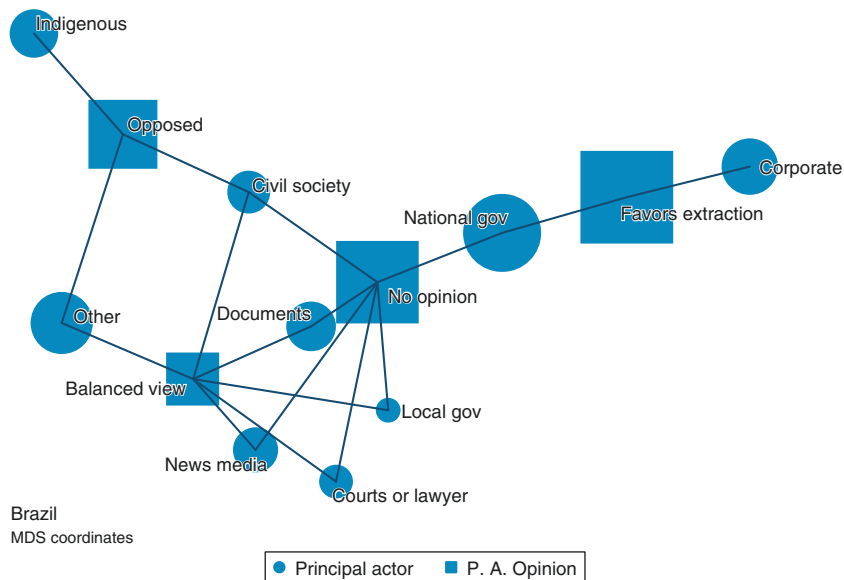 Indigenous
Opposed
Civil society
Corporate
National gov
Favors extraction
No opinion
Documents
Other
Balanced view
Local gov
News media
Courts or lawyer
Brazil
MDS coordinates
Principal actor P. A. Opinion